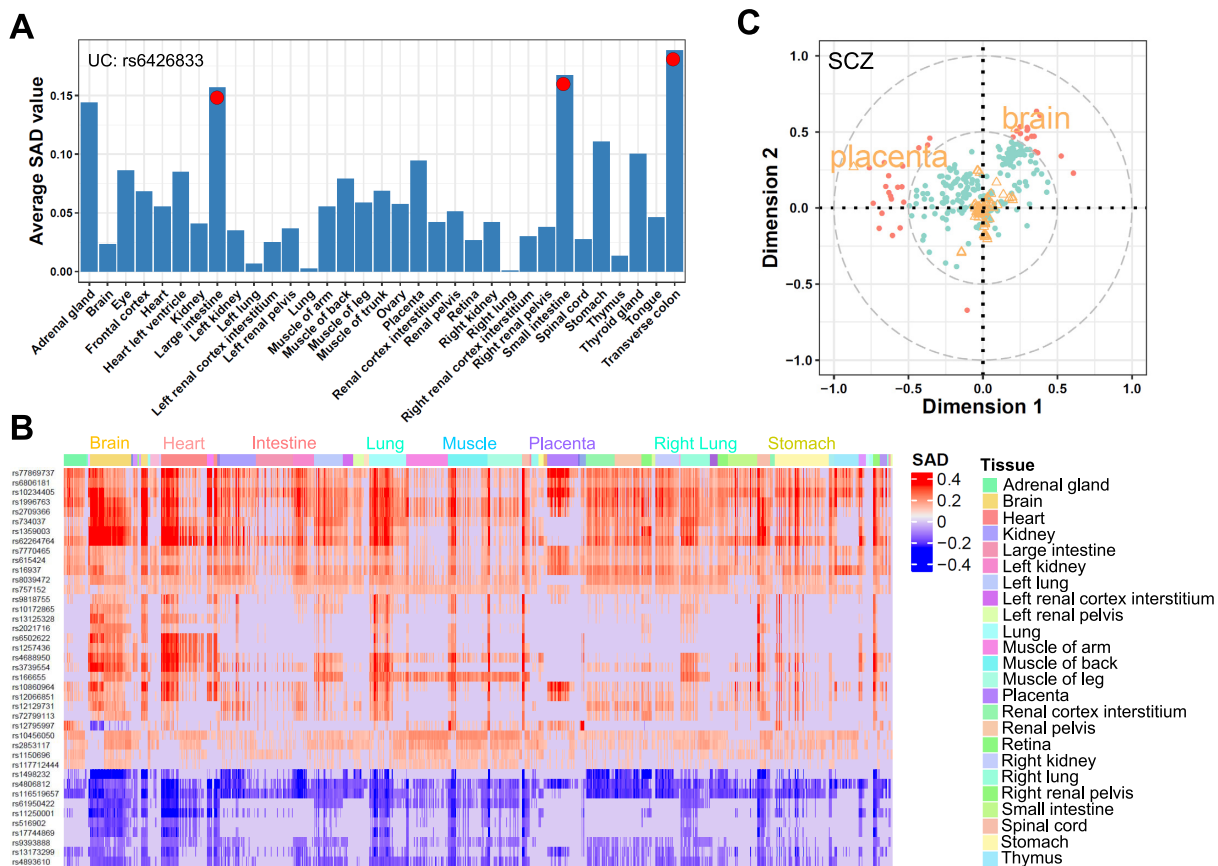 A
UC: rs6426833
Average SAD value
0.15
0.10
0.05
0.00
Adrenal gland
Brain
Eye
Frontal cortex
Heart
Heart left ventricle
Kidney
Large intestine
Left kidney
Left lung
Left renal cortex interstitium
Left renal pelvis
Lung
Muscle of arm
Muscle of back
Muscle of leg
Muscle of trunk
Ovary
Placenta
Renal cortex interstitium
Renal pelvis
Retina
Right kidney
Right lung
Right renal cortex interstitium
Right renal pelvis
Small intestine
Spinal cord
Stomach
Thymus
Thyroid gland
Tongue
Transverse colon
C
SCZ
brain
placenta
Dimension 2
1.0
0.5
0.0
−0.5
−1.0
−1.0 −0.5 0.0 0.5 1.0
Dimension 1
B
Brain Heart Intestine Lung Muscle Placenta Right Lung Stomach
rs77869737
rs6806181
rs10234405
rs1996763
rs2709366
rs734037
rs1359003
rs62264764
rs7770465
rs615424
rs16937
rs8039472
rs757152
rs9818755
rs10172865
rs13125328
rs2021716
rs6502622
rs1257436
rs4688950
rs3739554
rs166655
rs10860964
rs12066851
rs12129731
rs72799113
rs12795997
rs10456050
rs2853117
rs1150696
rs117712444
rs1498232
rs4806812
rs116519657
rs61950422
rs11250001
rs516902
rs17744869
rs9393888
rs13173299
rs4893610
SAD
0.4
0.2
0
−0.2
−0.4
Tissue
Adrenal gland
Brain
Heart
Kidney
Large intestine
Left kidney
Left lung
Left renal cortex interstitium
Left renal pelvis
Lung
Muscle of arm
Muscle of back
Muscle of leg
Placenta
Renal cortex interstitium
Renal pelvis
Retina
Right kidney
Right lung
Right renal pelvis
Small intestine
Spinal cord
Stomach
Thymus